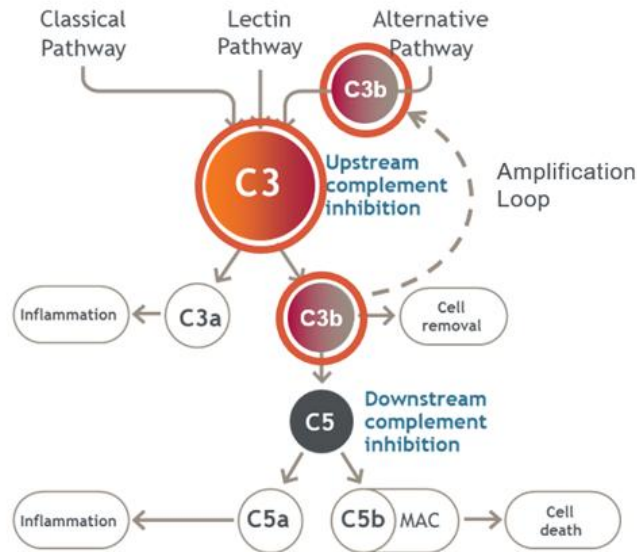 Classical
Pathway
Lectin
Pathway
Alternative
Pathway
C3b
C3
Upstream
complement
inhibition
Amplification
Loop
Inflammation
C3a
C3b
Cell
removal
C5
Downstream
complement
inhibition
Inflammation
C5a
C5b
MAC
Cell
death